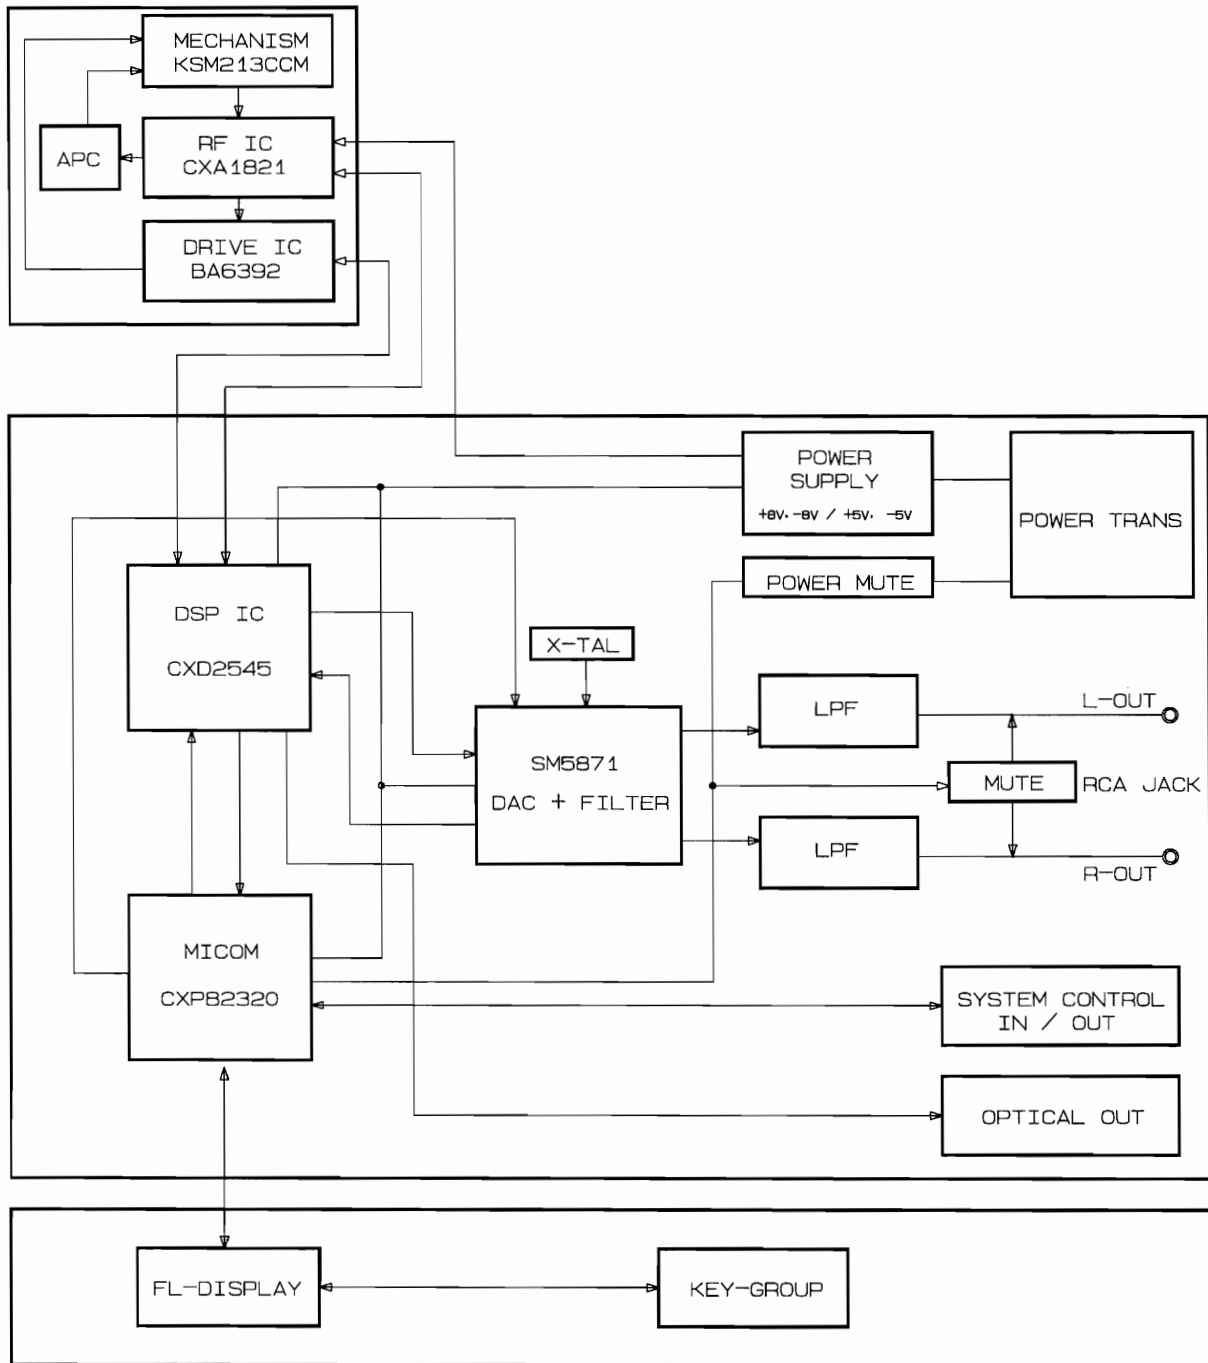 MECHANISM
KSM213CCM
RF IC
CXA1821
APC
DRIVE IC
BA6392
POWER
SUPPLY
+8V. -8V / +5V. -5V
POWER TRANS
POWER MUTE
DSP IC
CXD2545
X-TAL
LPF
L-OUT
SM5871
DAC + FILTER
MUTE
RCA JACK
LPF
R-OUT
MICOM
CXP82320
SYSTEM CONTROL
IN / OUT
OPTICAL OUT
FL-DISPLAY
KEY-GROUP